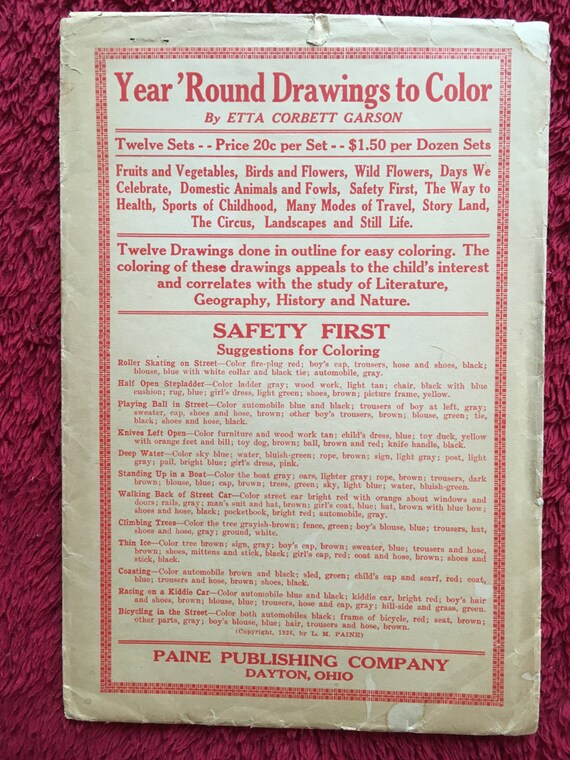 Year 'Round Drawings to Color
By ETTA CORBETT GARSON
Twelve Sets - - Price 20c per Set - - $1.50 per Dozen Sets
Fruits and Vegetables, Birds and Flowers, Wild Flowers, Days We
Celebrate, Domestic Animals and Fowls, Safety First, The Way to
Health, Sports of Childhood, Many Modes of Travel, Story Land,
The Circus, Landscapes and Still Life.
Twelve Drawings done in outline for easy coloring. The
coloring of these drawings appeals to the child's interest
and correlates with the study of Literature,
Geography, History and Nature.
SAFETY FIRST
Suggestions for Coloring
Roller Skating on Street—Color fire-plug red; boy's cap, trousers, hose and shoes, black;
blouse, blue with white collar and black tie; automobile, gray.
Half Open Stepladder—Color ladder gray; wood work, light tan; chair, black with blue
cushion; rug, blue; girl's dress, light green; shoes, brown; picture frame, yellow.
Playing Ball in Street—Color automobile blue and black; trousers of boy at left, gray;
sweater, cap, shoes and hose, brown; other boy's trousers, brown; blouse, green; tie,
black; shoes and hose, black.
Knives Left Open—Color furniture and wood work tan; child's dress, blue; toy duck, yellow
with orange feet and bill; toy dog, brown; ball, brown and red; knife handle, black.
Deep Water—Color sky blue; water, bluish-green; rope, brown; sign, light gray; post, light
gray; pail, bright blue; girl's dress, pink.
Standing Up in a Boat—Color the boat gray; oars, lighter gray; rope, brown; trousers, dark
brown; blouse, blue; cap, brown; trees, green; sky, light blue; water, bluish-green.
Walking Back of Street Car—Color street car bright red with orange about windows and
doors; rails, gray; man's suit and hat, brown; girl's coat, blue; hat, brown with blue bow;
shoes and hose, black; pocketbook, bright red; automobile, gray.
Climbing Trees—Color the tree grayish-brown; fence, green; boy's blouse, blue; trousers, hat,
shoes and hose, gray; ground, white.
Thin Ice—Color tree brown; sign, gray; boy's cap, brown; sweater, blue; trousers and hose,
brown; shoes, mittens and stick, black; girl's cap, red; coat and hose, brown; shoes and
stick, black.
Coasting—Color automobile brown and black; sled, green; child's cap and scarf, red; coat,
blue; trousers and hose, brown; shoes, black.
Racing on a Kiddie Car—Color automobile blue and black; kiddie car, bright red; boy's hair
and shoes, brown; blouse, blue; trousers, hose and cap, gray; hill-side and grass, green.
Bicycling in the Street—Color both automobiles black; frame of bicycle, red; seat, brown;
other parts, gray; boy's blouse, blue; hair, trousers and hose, brown.
(Copyright, 1926, by L. M. PAINE)
PAINE PUBLISHING COMPANY
DAYTON, OHIO